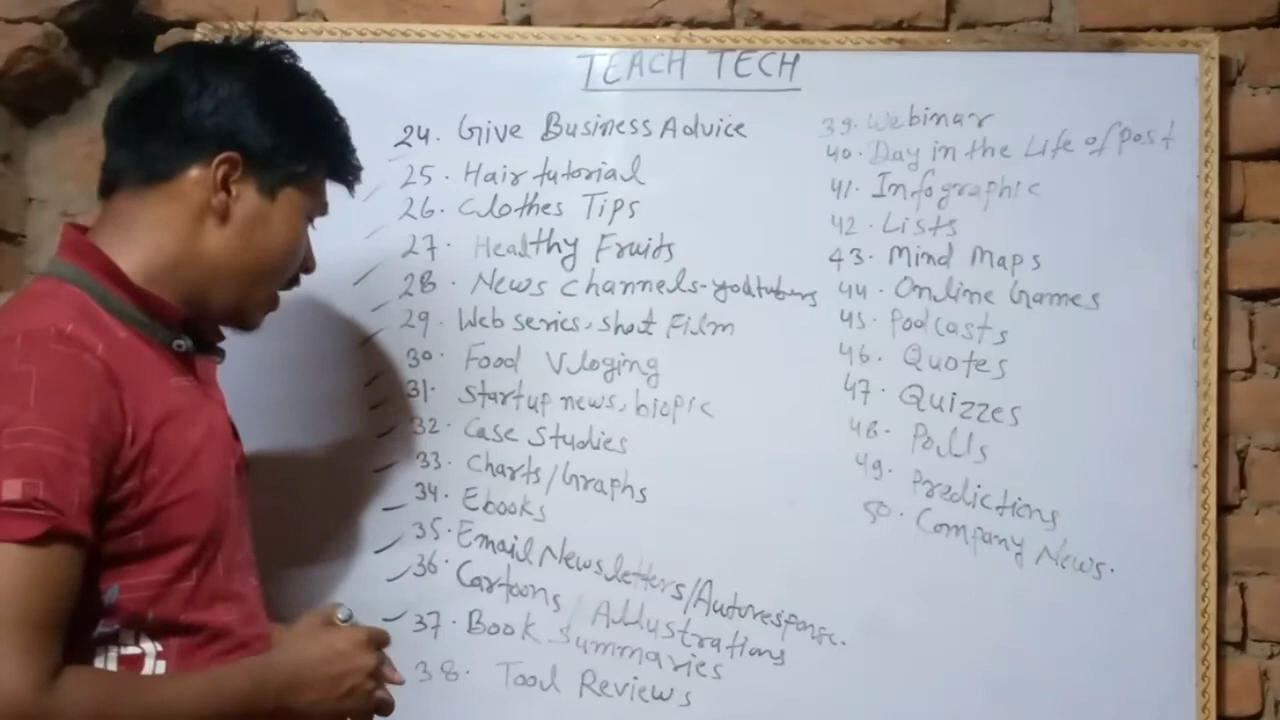 TEACH TECH
24. Give Business Advice
25. Hair tutorial
26. Clothes Tips
27. Healthy Fruits
28. News channels-youtubers
29. Web series, short Film
30. Food Vloging
31. Startup news, biopic
32. Case Studies
33. Charts/Graphs
34. Ebooks
35. Email Newsletters/Autoresponse.
36. Cartoons / Allustrations
37. Book Summaries
38. Tool Reviews
39. Webinar
40. Day in the Life of Post
41. Infographic
42. Lists
43. Mind Maps
44. Online Games
45. Podcasts
46. Quotes
47. Quizzes
48. Polls
49. Predictions
50. Company News.